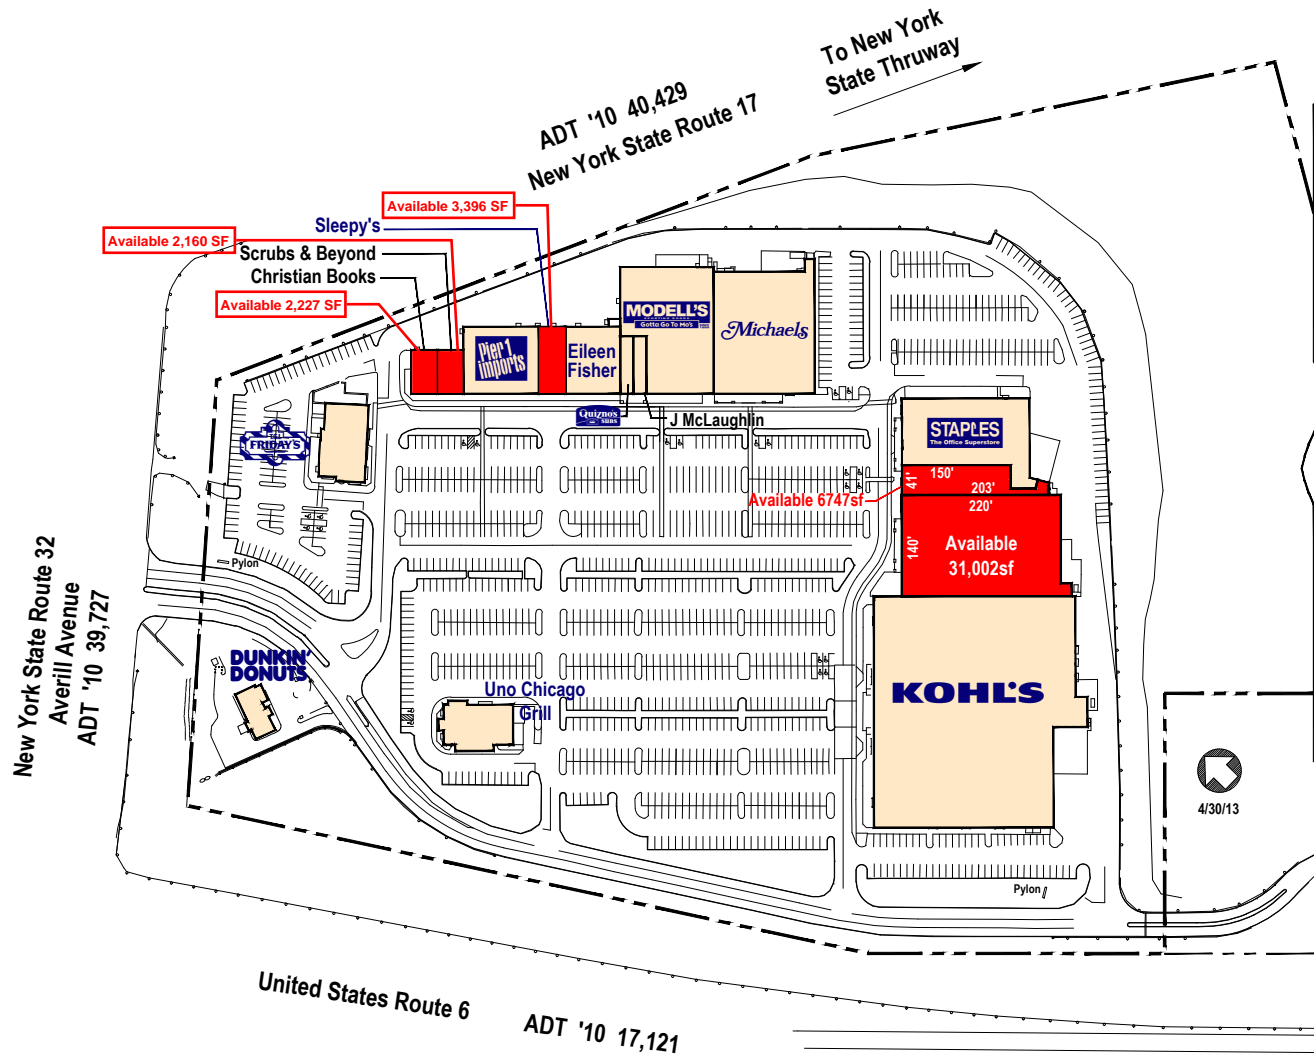 To New York
State Thruway
ADT '10 40,429
New York State Route 17
Available 3,396 SF
Sleepy's
Available 2,160 SF
Scrubs & Beyond
Christian Books
Available 2,227 SF
MODELL'S
Gotta Go To Mo's
Michaels
Pier 1
imports
Eileen
Fisher
Quizno's
SUBS
J McLaughlin
FRIDAY'S
STAPLES
The Office Superstore
150'
41'
203'
Available 6747sf
220'
140'
Available
31,002sf
Pylon
New York State Route 32
Averill Avenue
ADT '10 39,727
DUNKIN'
DONUTS
Uno Chicago
Grill
KOHL'S
4/30/13
Pylon
United States Route 6
ADT '10 17,121